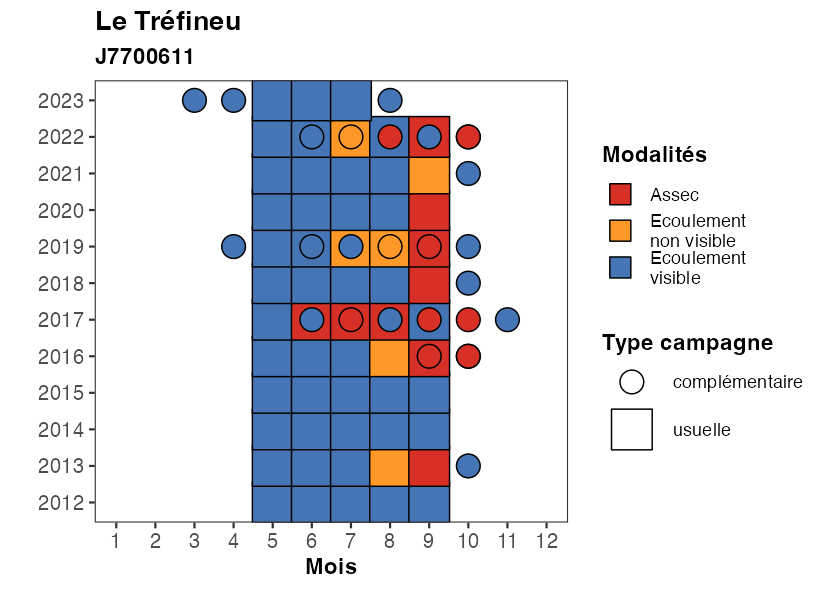 Le Tréfineu
J7700611
2023
2022
2021
2020
2019
2018
2017
2016
2015
2014
2013
2012
1 2 3 4 5 6 7 8 9 10 11 12
Mois
Modalités
Assec
Ecoulement
non visible
Ecoulement
visible
Type campagne
complémentaire
usuelle